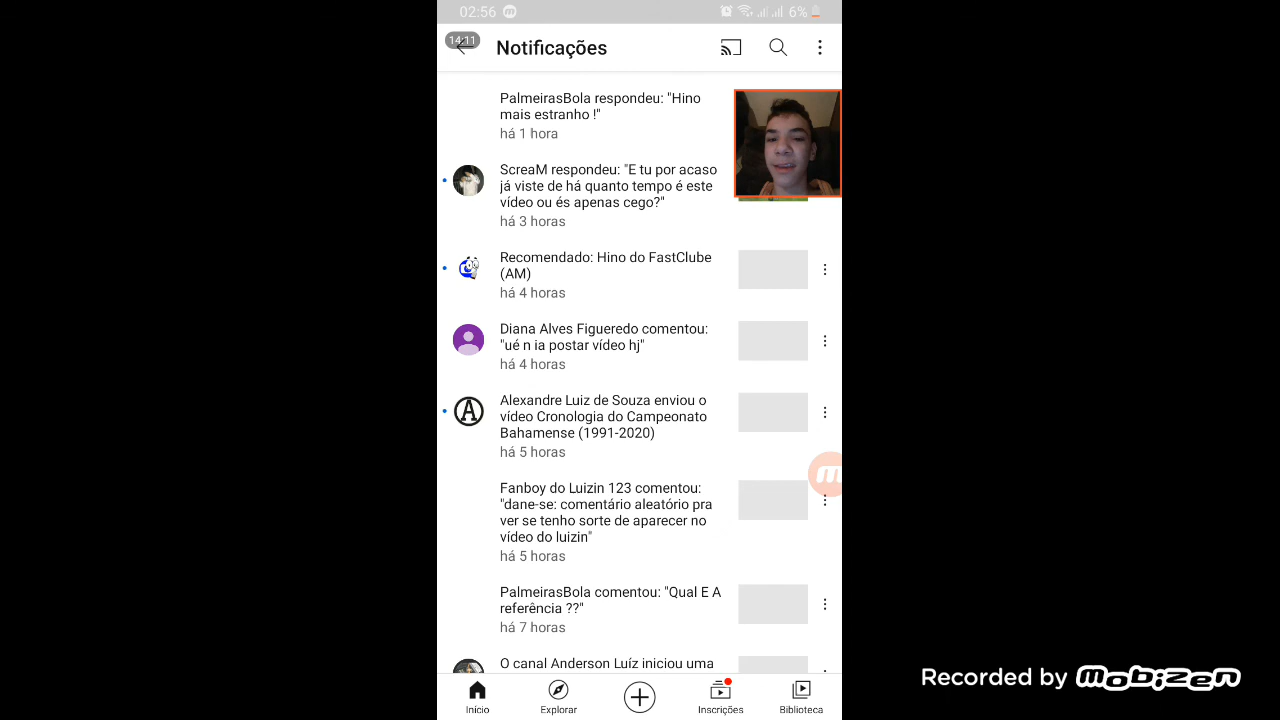 02:56
6%
14:11
Notificações
PalmeirasBola respondeu: "Hino
mais estranho !"
há 1 hora
ScreaM respondeu: "E tu por acaso
já viste de há quanto tempo é este
vídeo ou és apenas cego?"
há 3 horas
Recomendado: Hino do FastClube
(AM)
há 4 horas
Diana Alves Figueredo comentou:
"ué n ia postar vídeo hj"
há 4 horas
Alexandre Luiz de Souza enviou o
vídeo Cronologia do Campeonato
Bahamense (1991-2020)
há 5 horas
Fanboy do Luizin 123 comentou:
"dane-se: comentário aleatório pra
ver se tenho sorte de aparecer no
vídeo do luizin"
há 5 horas
PalmeirasBola comentou: "Qual E A
referência ??"
há 7 horas
O canal Anderson Luíz iniciou uma
Início
Explorar
Inscrições
Biblioteca
Recorded by mobizen